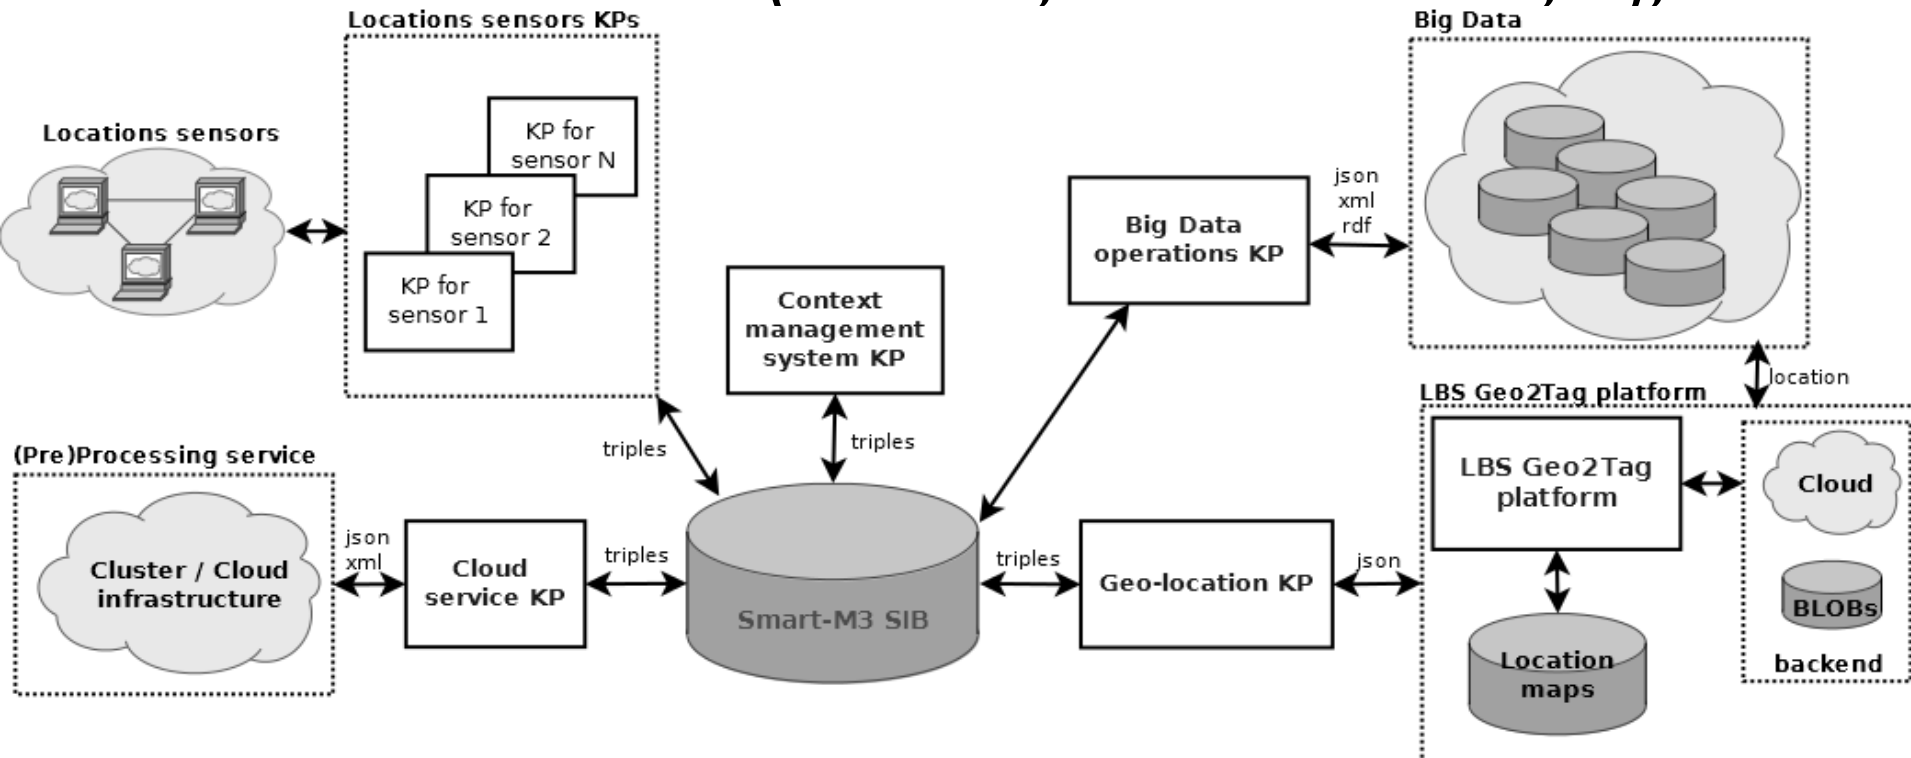 Locations sensors KPs
Big Data
Locations sensors
KP for
sensor N
KP for
sensor 2
KP for
sensor 1
Context
management
system KP
Big Data
operations KP
json
xml
rdf
location
LBS Geo2Tag platform
triples
triples
(Pre)Processing service
Cluster / Cloud
infrastructure
json
xml
Cloud
service KP
triples
Smart-M3 SIB
triples
Geo-location KP
json
LBS Geo2Tag
platform
Location
maps
Cloud
BLOBs
backend